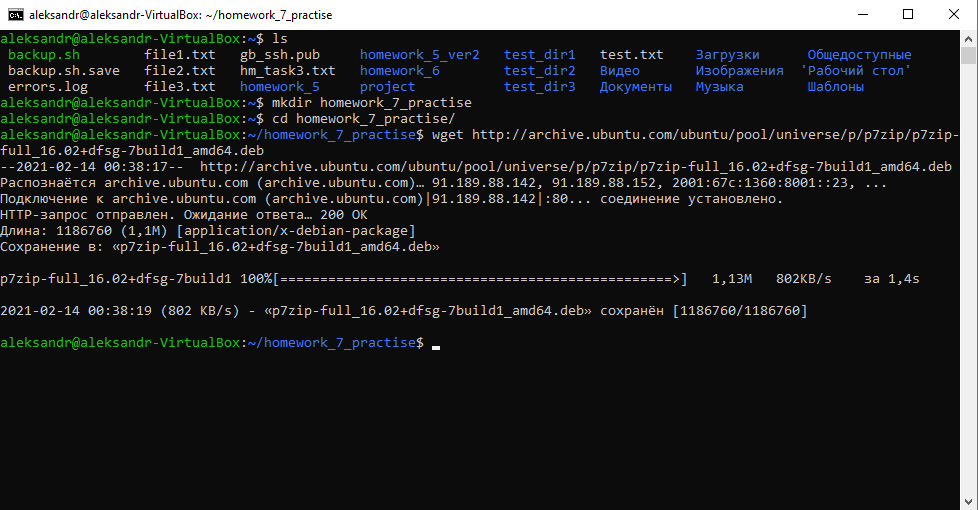 aleksandr@aleksandr-VirtualBox: ~/homework_7_practise
aleksandr@aleksandr-VirtualBox:~$ ls
backup.sh file1.txt gb_ssh.pub homework_5_ver2 test_dir1 test.txt Загрузки Общедоступные
backup.sh.save file2.txt hm_task3.txt homework_6 test_dir2 Видео Изображения 'Рабочий стол'
errors.log file3.txt homework_5 project test_dir3 Документы Музыка Шаблоны
aleksandr@aleksandr-VirtualBox:~$ mkdir homework_7_practise
aleksandr@aleksandr-VirtualBox:~$ cd homework_7_practise/
aleksandr@aleksandr-VirtualBox:~/homework_7_practise$ wget http://archive.ubuntu.com/ubuntu/pool/universe/p/p7zip/p7zip-
full_16.02+dfsg-7build1_amd64.deb
--2021-02-14 00:38:17-- http://archive.ubuntu.com/ubuntu/pool/universe/p/p7zip/p7zip-full_16.02+dfsg-7build1_amd64.deb
Распознаётся archive.ubuntu.com (archive.ubuntu.com)… 91.189.88.142, 91.189.88.152, 2001:67c:1360:8001::23, ...
Подключение к archive.ubuntu.com (archive.ubuntu.com)|91.189.88.142|:80... соединение установлено.
HTTP-запрос отправлен. Ожидание ответа… 200 OK
Длина: 1186760 (1,1M) [application/x-debian-package]
Сохранение в: «p7zip-full_16.02+dfsg-7build1_amd64.deb»
p7zip-full_16.02+dfsg-7build1 100%[=================================================>] 1,13M 802KB/s за 1,4s
2021-02-14 00:38:19 (802 KB/s) - «p7zip-full_16.02+dfsg-7build1_amd64.deb» сохранён [1186760/1186760]
aleksandr@aleksandr-VirtualBox:~/homework_7_practise$